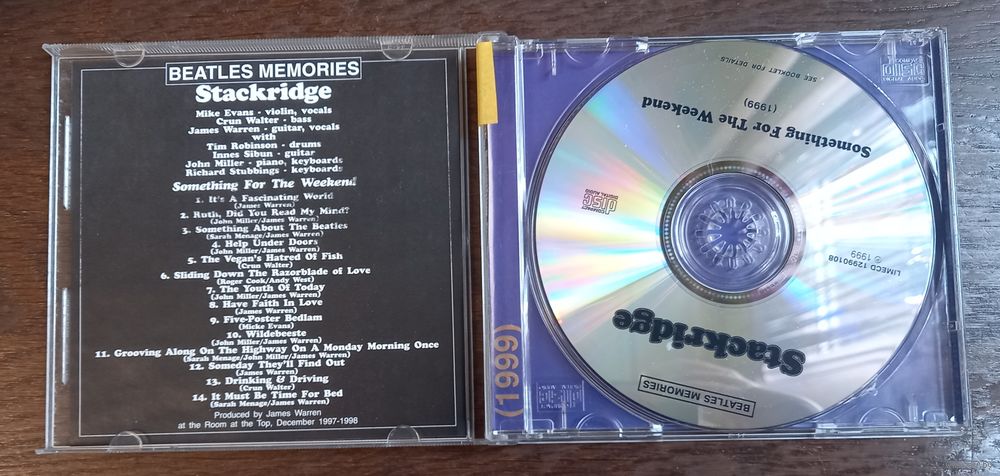 BEATLES MEMORIES
Stackridge
Mike Evans - violin, vocals
Crun Walter - bass
James Warren - guitar, vocals
with
Tim Robinson - drums
Innes Sibun - guitar
John Miller - piano, keyboards
Richard Stubbings - keyboards
Something For The Weekend
1. It's A Fascinating World
(James Warren)
2. Ruth, Did You Read My Mind?
(John Miller/James Warren)
3. Something About The Beatles
(Sarah Menage/James Warren)
4. Help Under Doors
(John Miller/James Warren)
5. The Vegan's Hatred Of Fish
(Crun Walter)
6. Sliding Down The Razorblade of Love
(Roger Cook/Andy West)
7. The Youth Of Today
(John Miller/James Warren)
8. Have Faith In Love
(James Warren)
9. Five-Poster Bedlam
(Micke Evans)
10. Wildebeeste
(John Miller/James Warren)
11. Grooving Along On The Highway On A Monday Morning Once
(Sarah Menage/John Miller/James Warren)
12. Someday They'll Find Out
(James Warren)
13. Drinking & Driving
(Crun Walter)
14. It Must Be Time For Bed
(Sarah Menage/James Warren)
Produced by James Warren
at the Room at the Top, December 1997-1998
(1999)
BEATLES MEMORIES
Stackridge
LIMECD 12990108
℗ 1999
COMPACT
disc
DIGITAL AUDIO
Something For The Weekend
(1999)
SEE BOOKLET FOR DETAILS